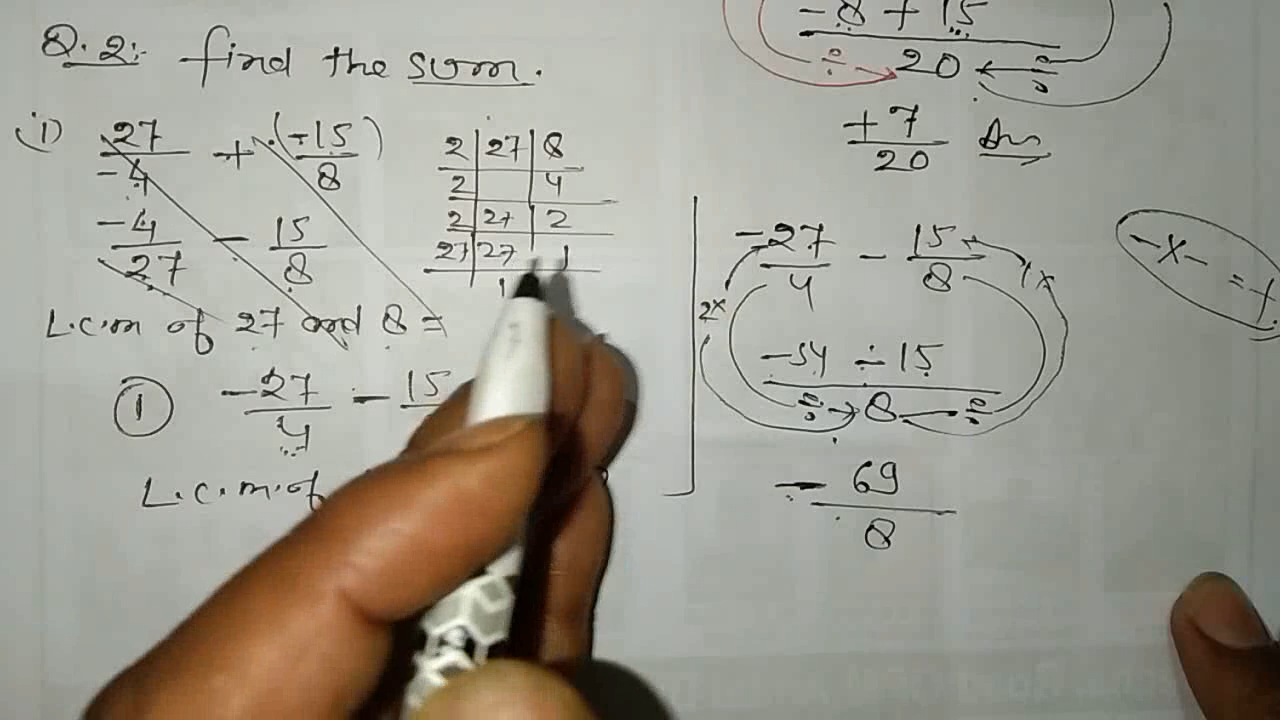 Q. 2:- find the sum.
(i) 27/-4 + (-15)/8
-4/27 - 15/8
L.c.m of 27 and 8 =
2 | 27 | 8
2 | | 4
2 | 27 | 2
27 | 27 | 1
1
① -27/4 - 15
L.c.m.of
-8 + 15
÷ 20 ÷
+7/20 Ans
-27/4 - 15/8
2x 1x
-54 - 15
÷ 8 ÷
-69/8
-x- = +